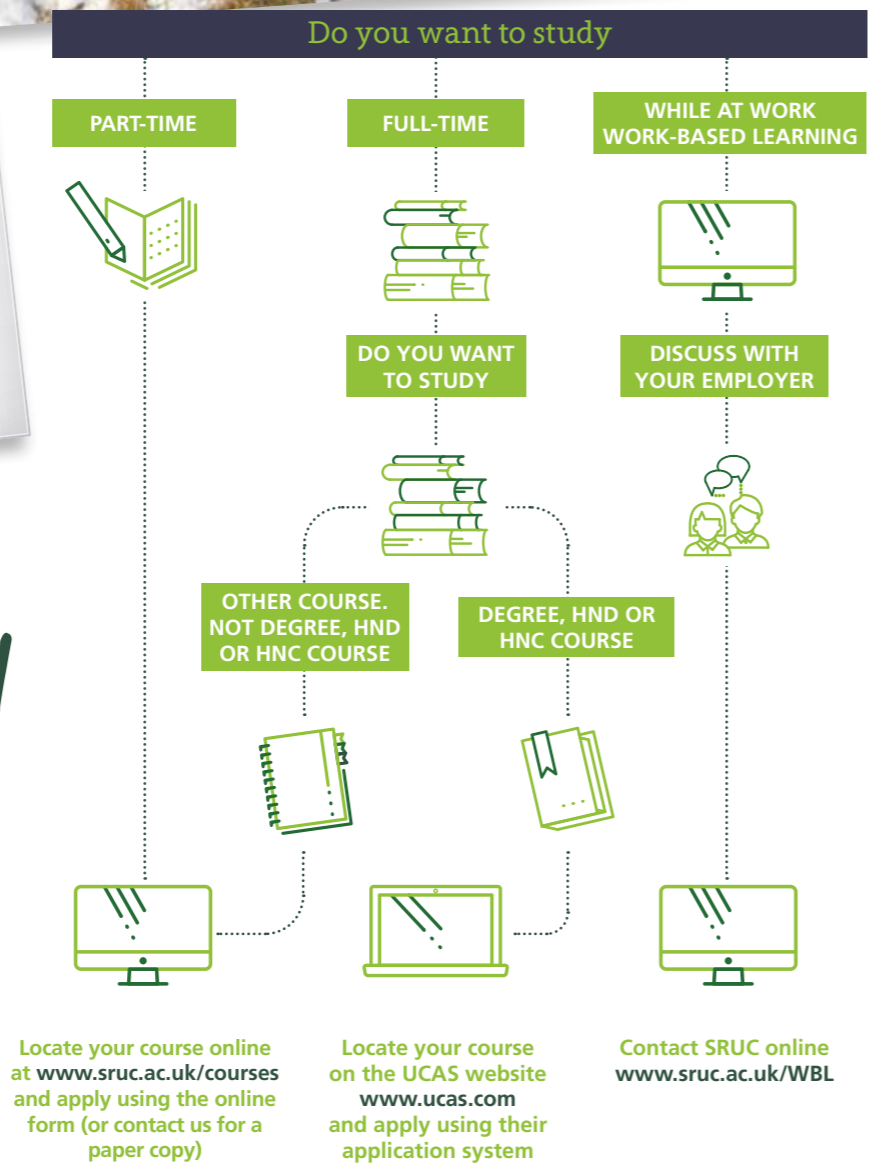 Do you want to study
PART-TIME
FULL-TIME
WHILE AT WORK
WORK-BASED LEARNING
DO YOU WANT
TO STUDY
DISCUSS WITH
YOUR EMPLOYER
OTHER COURSE.
NOT DEGREE, HND
OR HNC COURSE
DEGREE, HND OR
HNC COURSE
Locate your course online
at www.sruc.ac.uk/courses
and apply using the online
form (or contact us for a
paper copy)
Locate your course
on the UCAS website
www.ucas.com
and apply using their
application system
Contact SRUC online
www.sruc.ac.uk/WBL